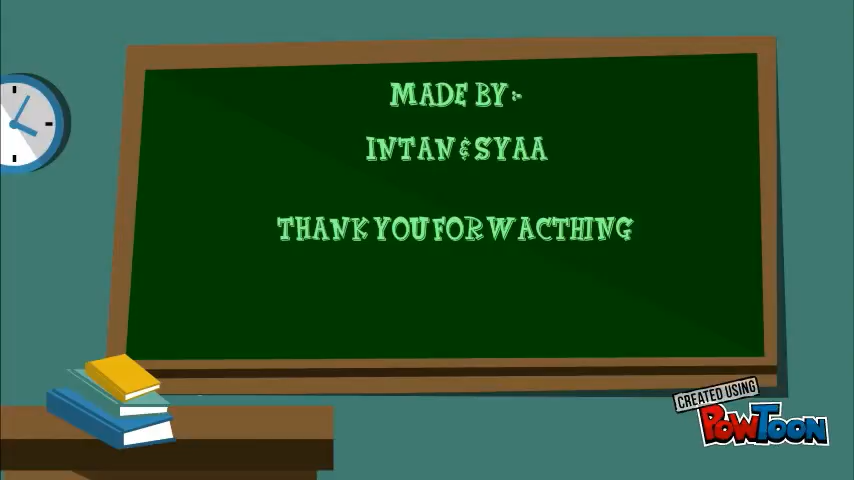 MADE BY :-
INTAN & SYAA
THANK YOU FOR WACTHING
CREATED USING
POWTOON